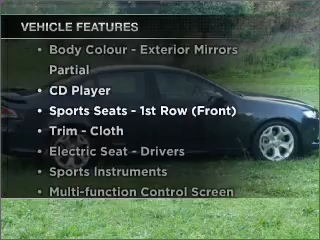 VEHICLE FEATURES
• Body Colour - Exterior Mirrors
Partial
• CD Player
• Sports Seats - 1st Row (Front)
• Trim - Cloth
• Electric Seat - Drivers
• Sports Instruments
• Multi-function Control Screen